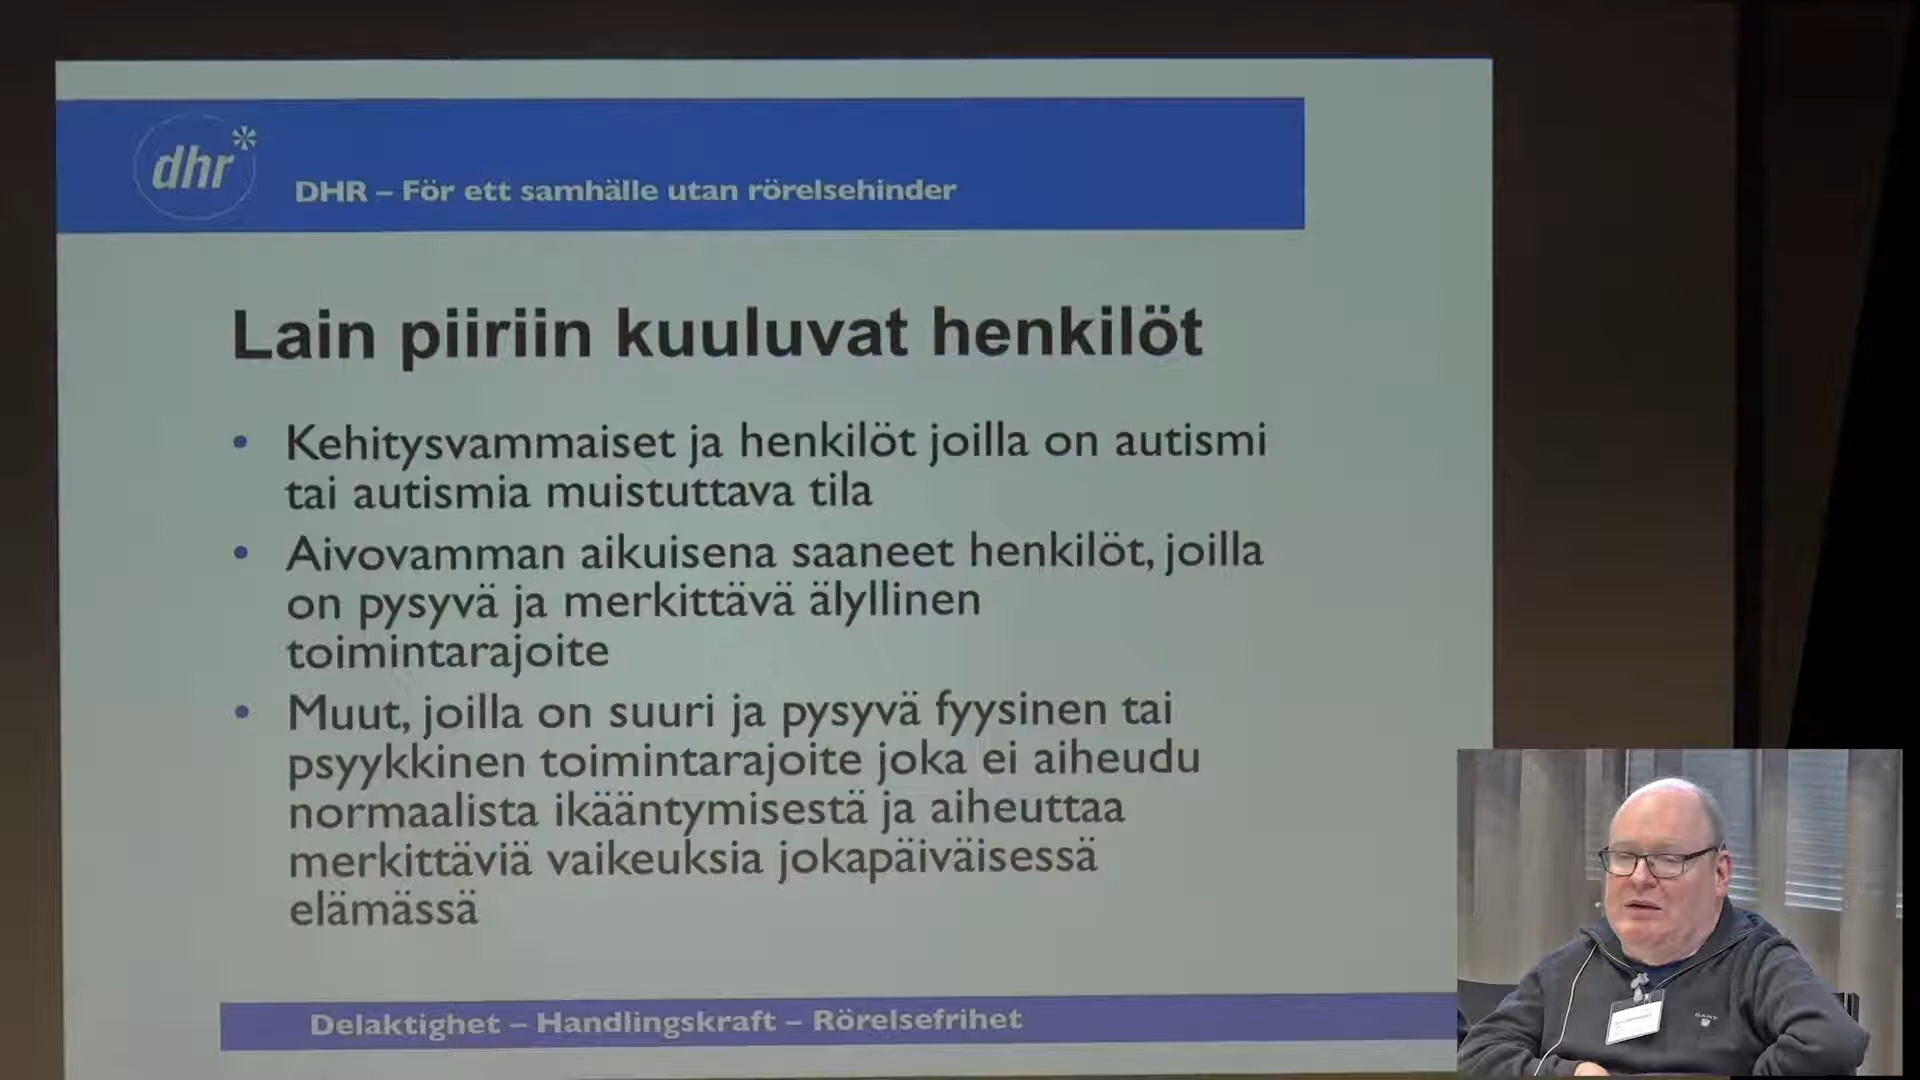 dhr*
DHR – För ett samhälle utan rörelsehinder
Lain piiriin kuuluvat henkilöt
• Kehitysvammaiset ja henkilöt joilla on autismi
tai autismia muistuttava tila
• Aivovamman aikuisena saaneet henkilöt, joilla
on pysyvä ja merkittävä älyllinen
toimintarajoite
• Muut, joilla on suuri ja pysyvä fyysinen tai
psyykkinen toimintarajoite joka ei aiheudu
normaalista ikääntymisestä ja aiheuttaa
merkittäviä vaikeuksia jokapäiväisessä
elämässä
Delaktighet – Handlingskraft – Rörelsefrihet
GANT